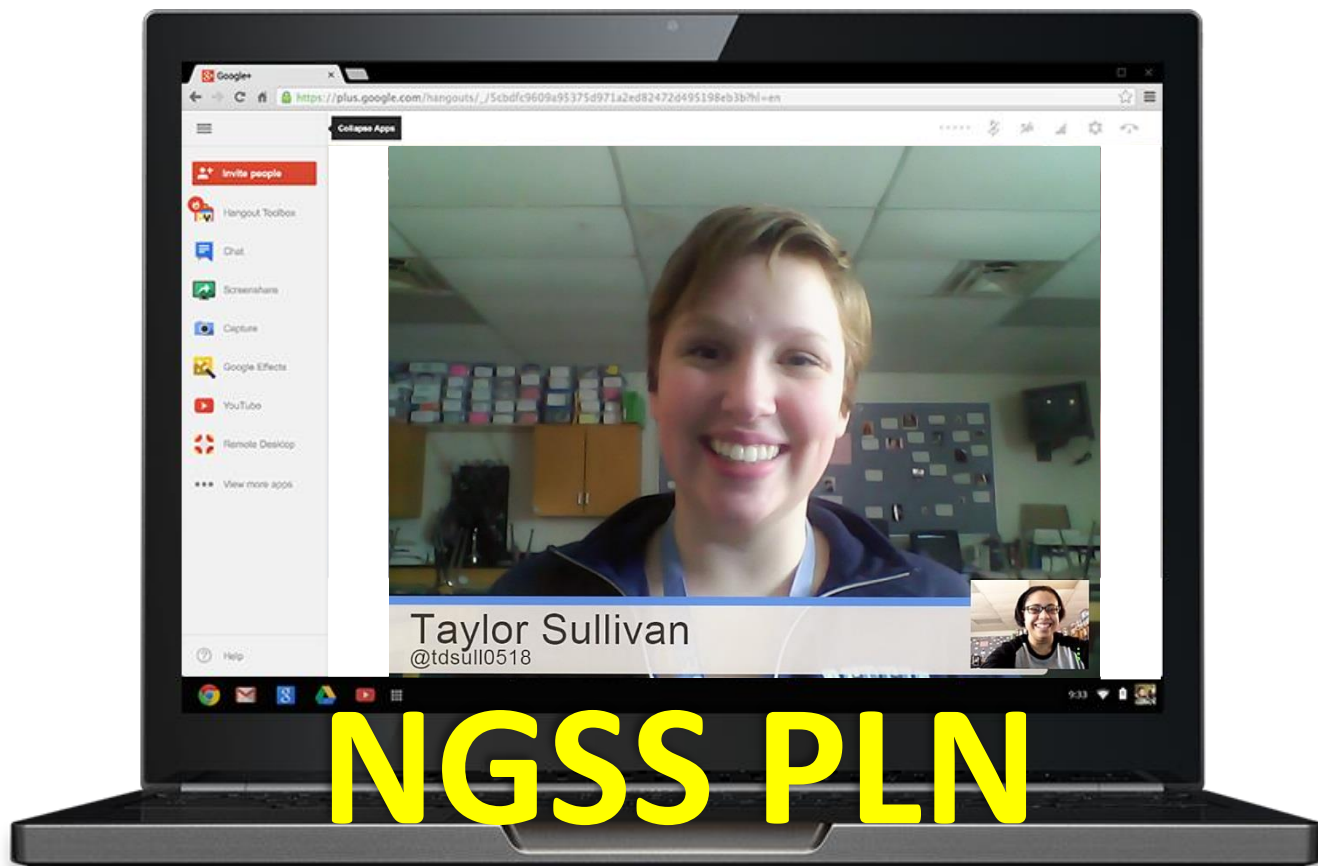 Google+
https://plus.google.com/hangouts/_/5cbdfc9609a95375d971a2ed82472d495198eb3b?hl=en
Collapse Apps
Invite people
Hangout Toolbox
Chat
Screenshare
Capture
Google Effects
YouTube
Remote Desktop
View more apps
Taylor Sullivan
@tdsull0518
Help
9:33
NGSS PLN